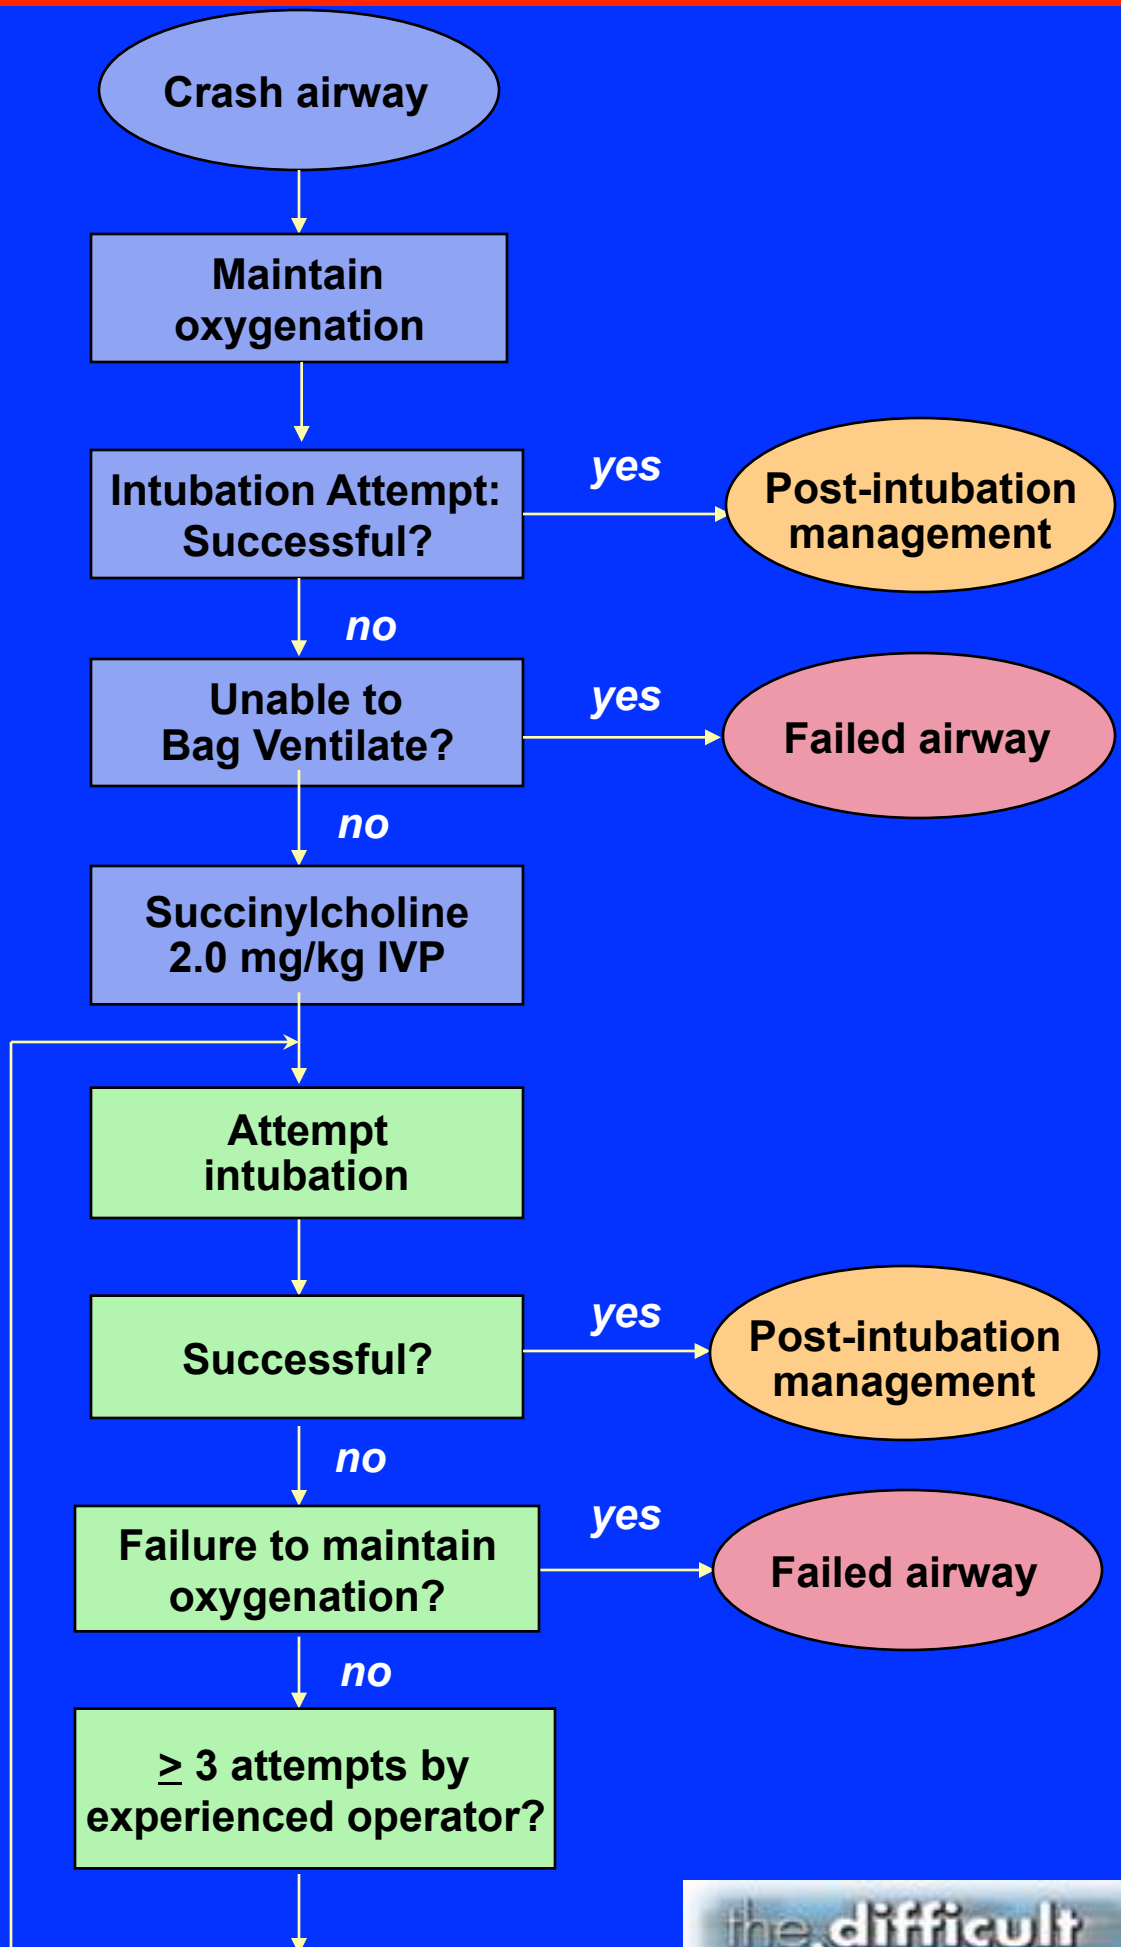 Crash airway
Maintain
oxygenation
Intubation Attempt:
Successful?
yes
Post-intubation
management
no
Unable to
Bag Ventilate?
yes
Failed airway
no
Succinylcholine
2.0 mg/kg IVP
Attempt
intubation
Successful?
yes
Post-intubation
management
no
Failure to maintain
oxygenation?
yes
Failed airway
no
≥ 3 attempts by
experienced operator?
the difficult